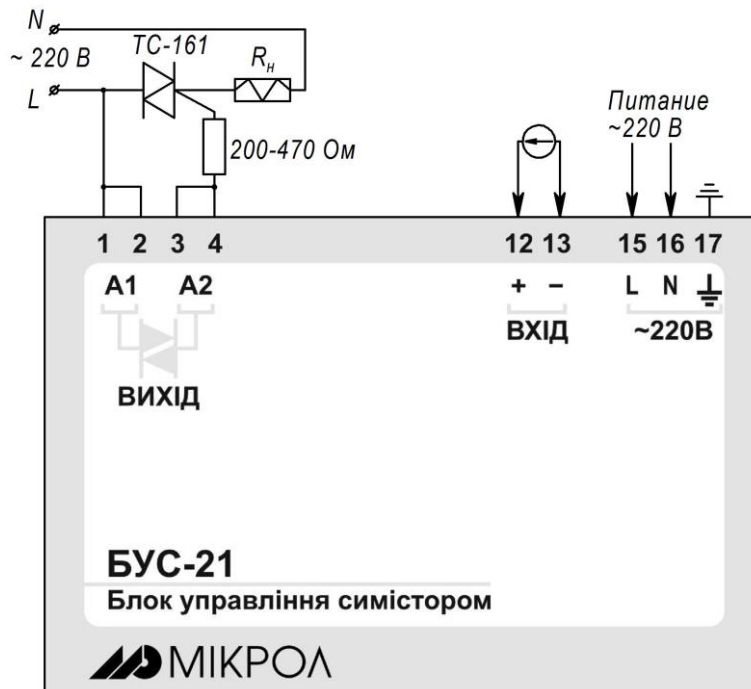 N
ТС-161
~ 220 В
Rн
L
Питание
~220 В
200-470 Ом
1 2 3 4 12 13 15 16 17
А1 А2 + − L N
ВХІД ~220В
ВИХІД
БУС-21
Блок управління симістором
МІКРОЛ